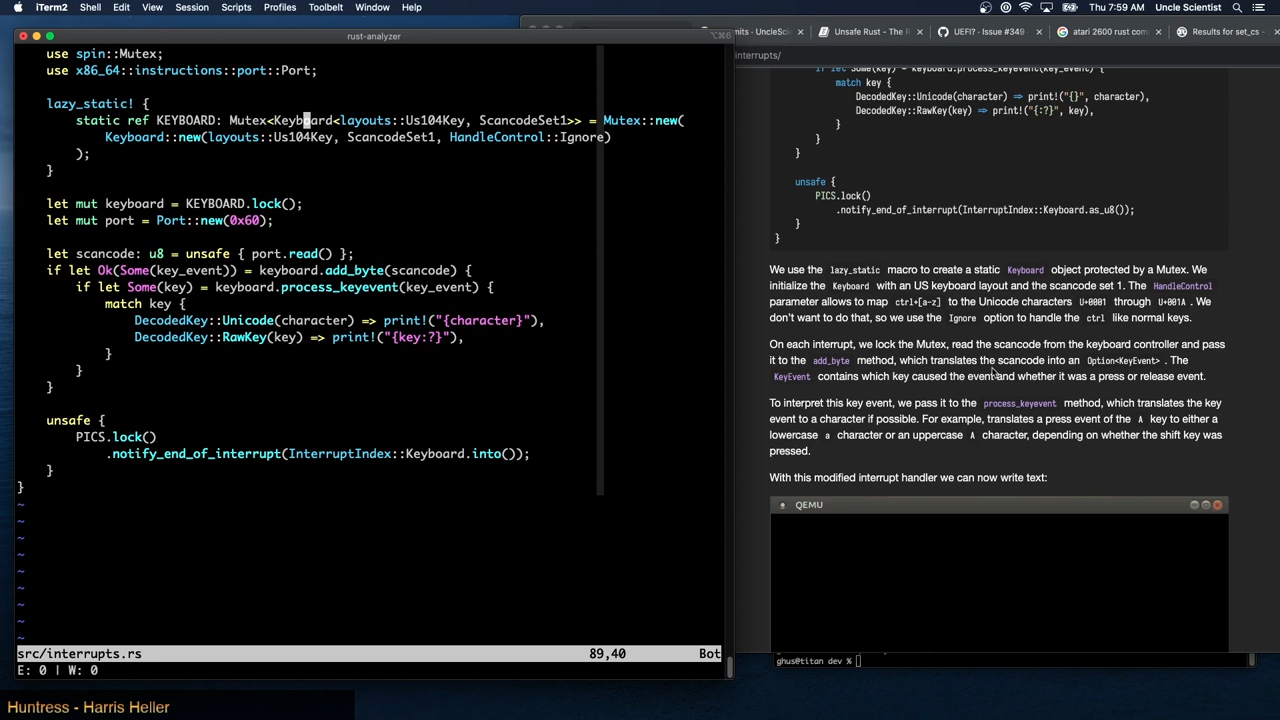 iTerm2 Shell Edit View Session Scripts Profiles Toolbelt Window Help Thu 7:59 AM Uncle Scientist
rust-analyzer ⌥⌘6
mits · UncleScie Unsafe Rust - The R UEFI? · Issue #349 · atari 2600 rust comp Results for set_cs -
use spin::Mutex;
use x86_64::instructions::port::Port;
lazy_static! {
static ref KEYBOARD: Mutex<Keyboard<layouts::Us104Key, ScancodeSet1>> = Mutex::new(
Keyboard::new(layouts::Us104Key, ScancodeSet1, HandleControl::Ignore)
);
}
let mut keyboard = KEYBOARD.lock();
let mut port = Port::new(0x60);
let scancode: u8 = unsafe { port.read() };
if let Ok(Some(key_event)) = keyboard.add_byte(scancode) {
if let Some(key) = keyboard.process_keyevent(key_event) {
match key {
DecodedKey::Unicode(character) => print!("{character}"),
DecodedKey::RawKey(key) => print!("{key:?}"),
}
}
}
unsafe {
PICS.lock()
.notify_end_of_interrupt(InterruptIndex::Keyboard.into());
}
}
~
~
~
~
~
~
~
~
~
src/interrupts.rs 89,40 Bot
E: 0 | W: 0
nterrupts/
if let Some(key) = keyboard.process_keyevent(key_event) {
match key {
DecodedKey::Unicode(character) => print!("{}", character),
DecodedKey::RawKey(key) => print!("{:?}", key),
}
}
}
unsafe {
PICS.lock()
.notify_end_of_interrupt(InterruptIndex::Keyboard.as_u8());
}
}
We use the lazy_static macro to create a static Keyboard object protected by a Mutex. We
initialize the Keyboard with an US keyboard layout and the scancode set 1. The HandleControl
parameter allows to map ctrl+[a-z] to the Unicode characters U+0001 through U+001A . We
don't want to do that, so we use the Ignore option to handle the ctrl like normal keys.
On each interrupt, we lock the Mutex, read the scancode from the keyboard controller and pass
it to the add_byte method, which translates the scancode into an Option<KeyEvent> . The
KeyEvent contains which key caused the event and whether it was a press or release event.
To interpret this key event, we pass it to the process_keyevent method, which translates the key
event to a character if possible. For example, translates a press event of the A key to either a
lowercase a character or an uppercase A character, depending on whether the shift key was
pressed.
With this modified interrupt handler we can now write text:
QEMU
ghus@titan dev %
Huntress - Harris Heller